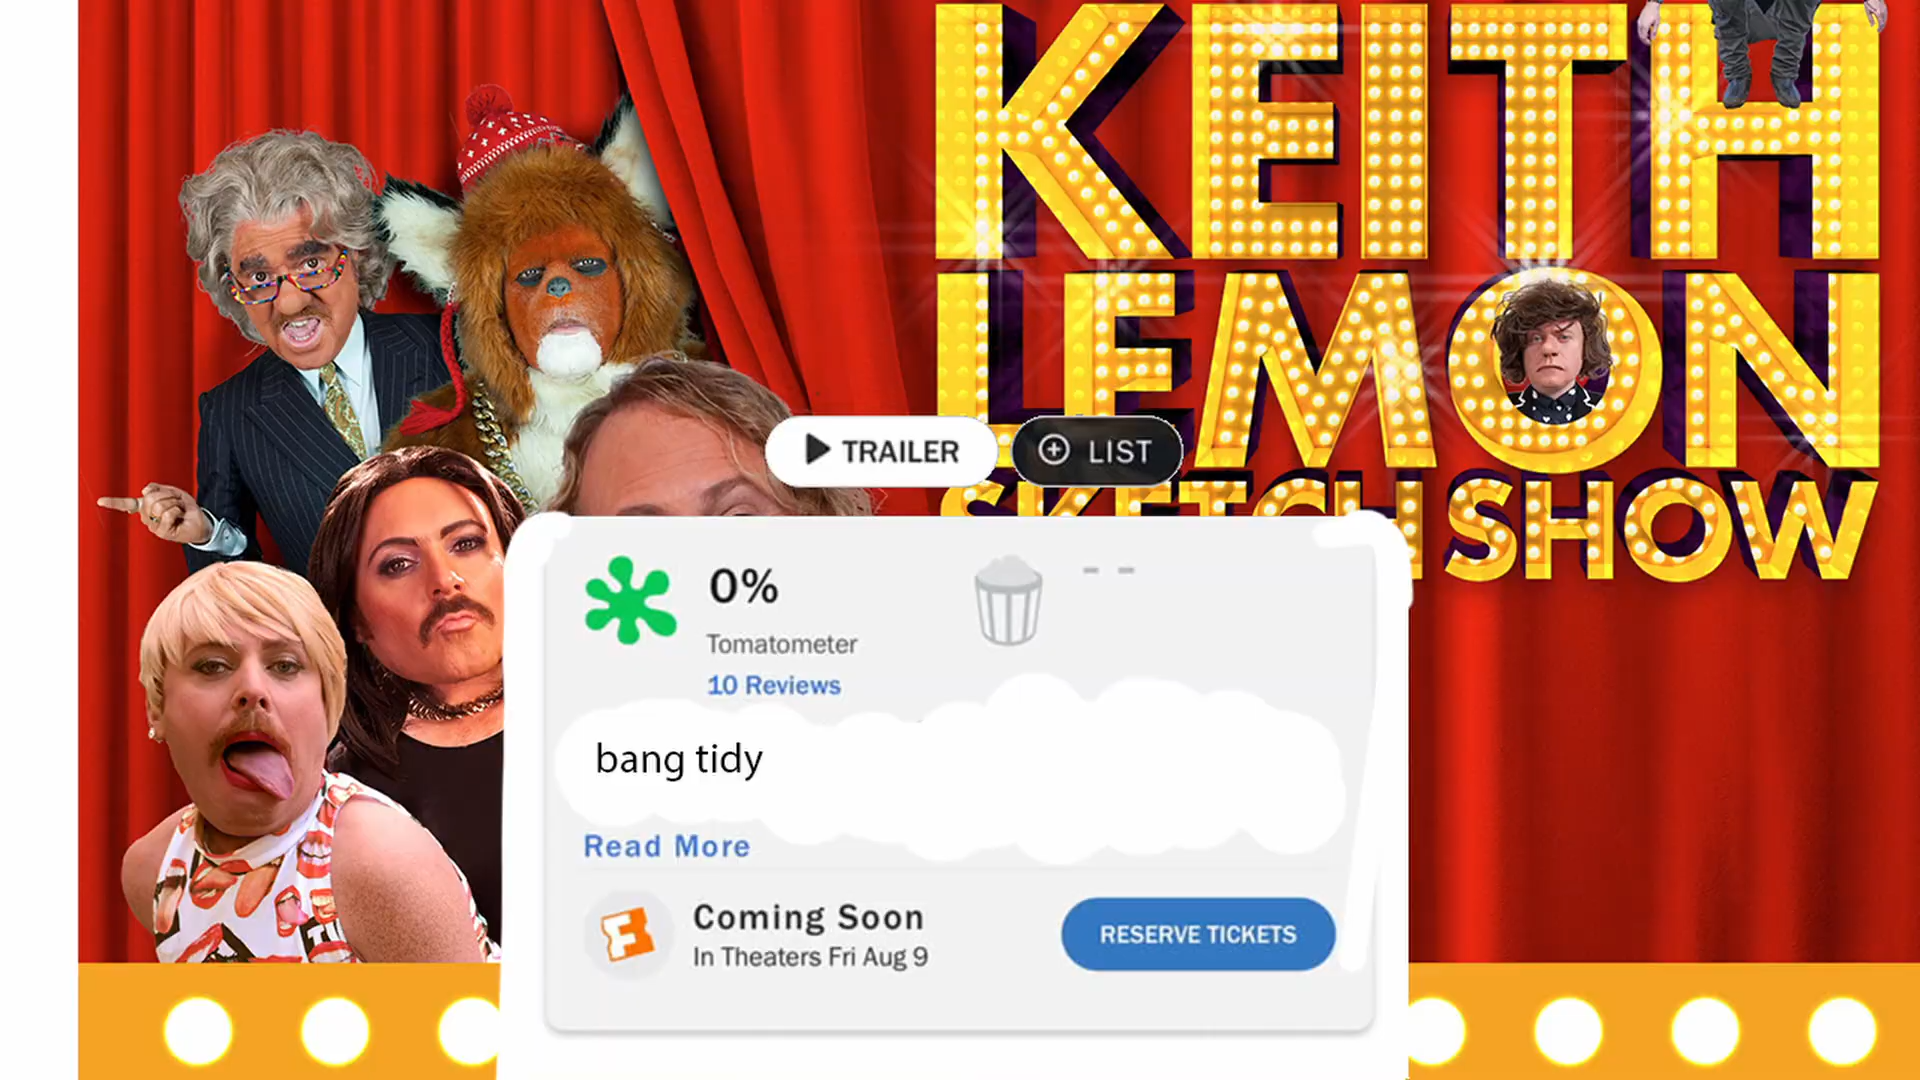 KEITH
LEMON
SKETCH SHOW
TRAILER
LIST
0%
Tomatometer
10 Reviews
bang tidy
Read More
Coming Soon
In Theaters Fri Aug 9
RESERVE TICKETS